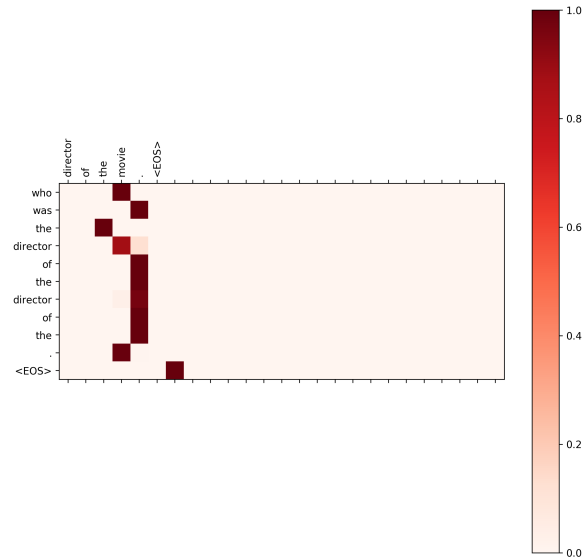 director
of
the
movie
.
<EOS>
who
was
the
director
of
the
director
of
the
.
<EOS>
1.0
0.8
0.6
0.4
0.2
0.0